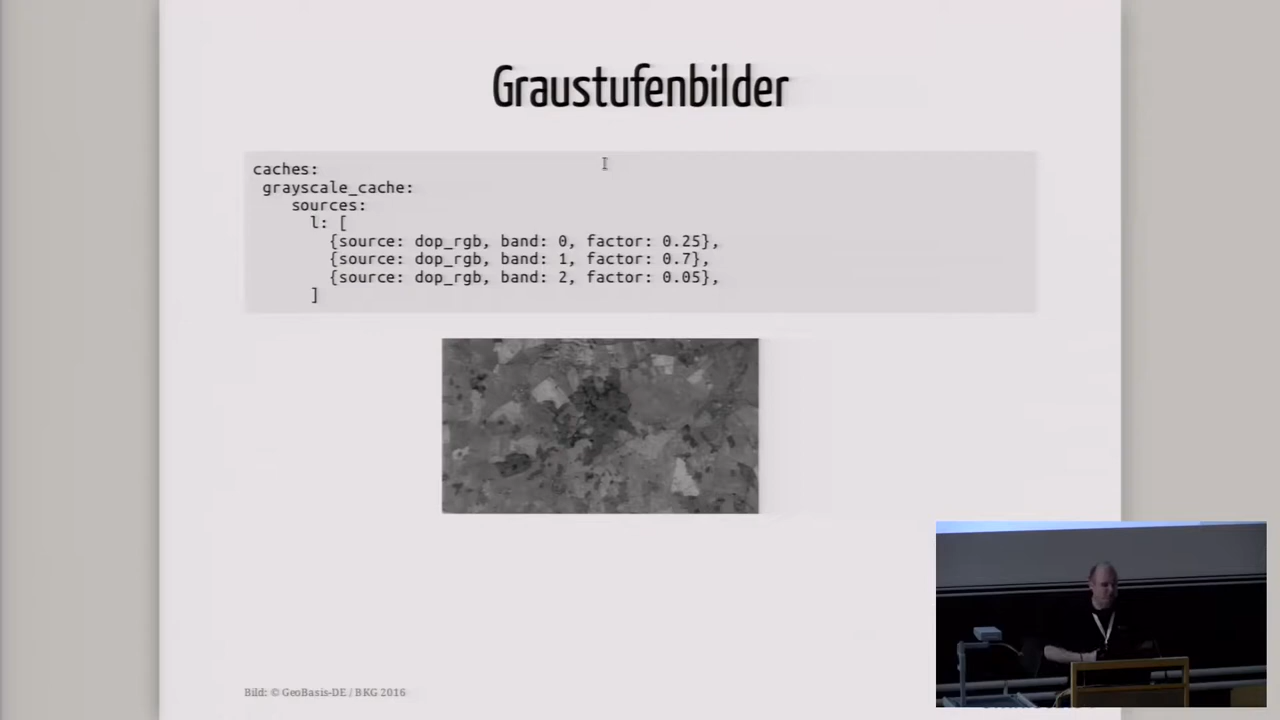 Graustufenbilder
caches:
grayscale_cache:
sources:
l: [
{source: dop_rgb, band: 0, factor: 0.25},
{source: dop_rgb, band: 1, factor: 0.7},
{source: dop_rgb, band: 2, factor: 0.05},
]
Bild: © GeoBasis-DE / BKG 2016